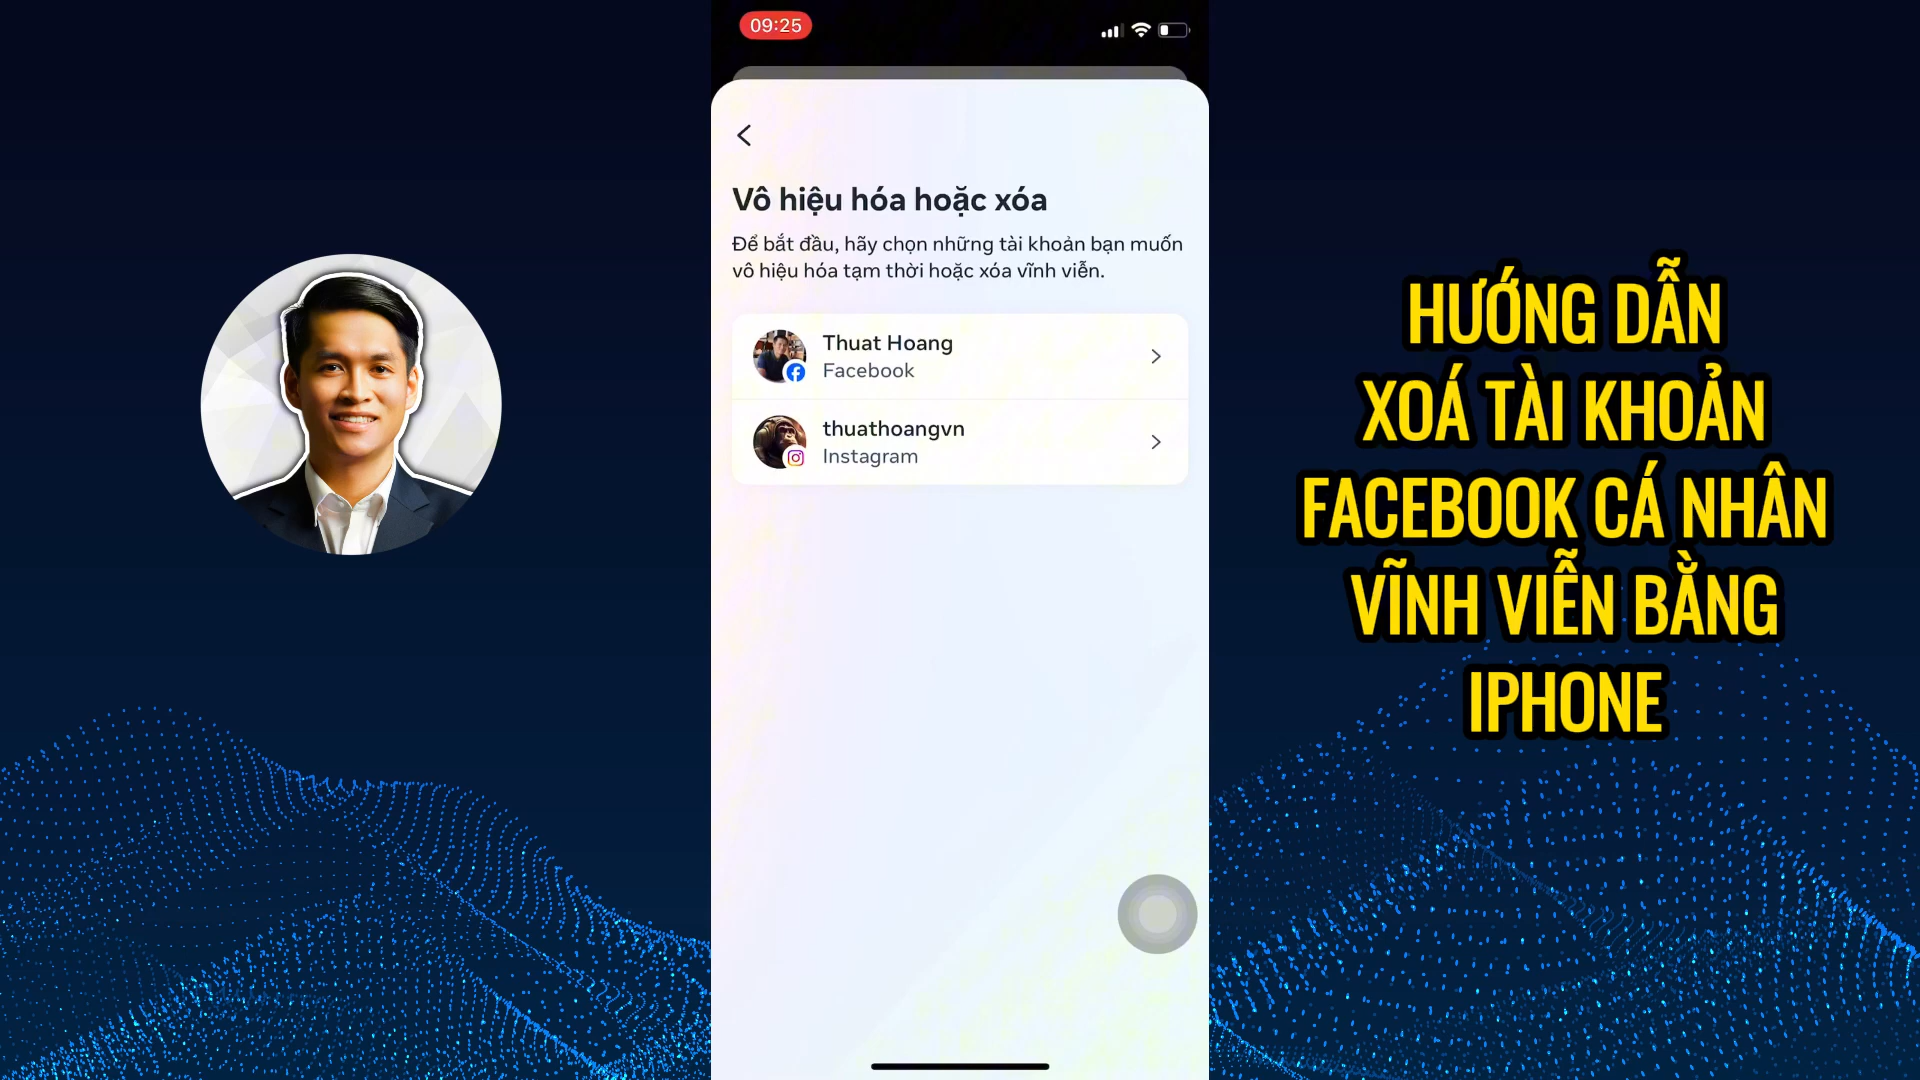 09:25
Vô hiệu hóa hoặc xóa
Để bắt đầu, hãy chọn những tài khoản bạn muốn
vô hiệu hóa tạm thời hoặc xóa vĩnh viễn.
Thuat Hoang
Facebook
thuathoangvn
Instagram
HƯỚNG DẪN
XOÁ TÀI KHOẢN
FACEBOOK CÁ NHÂN
VĨNH VIỄN BẰNG
IPHONE